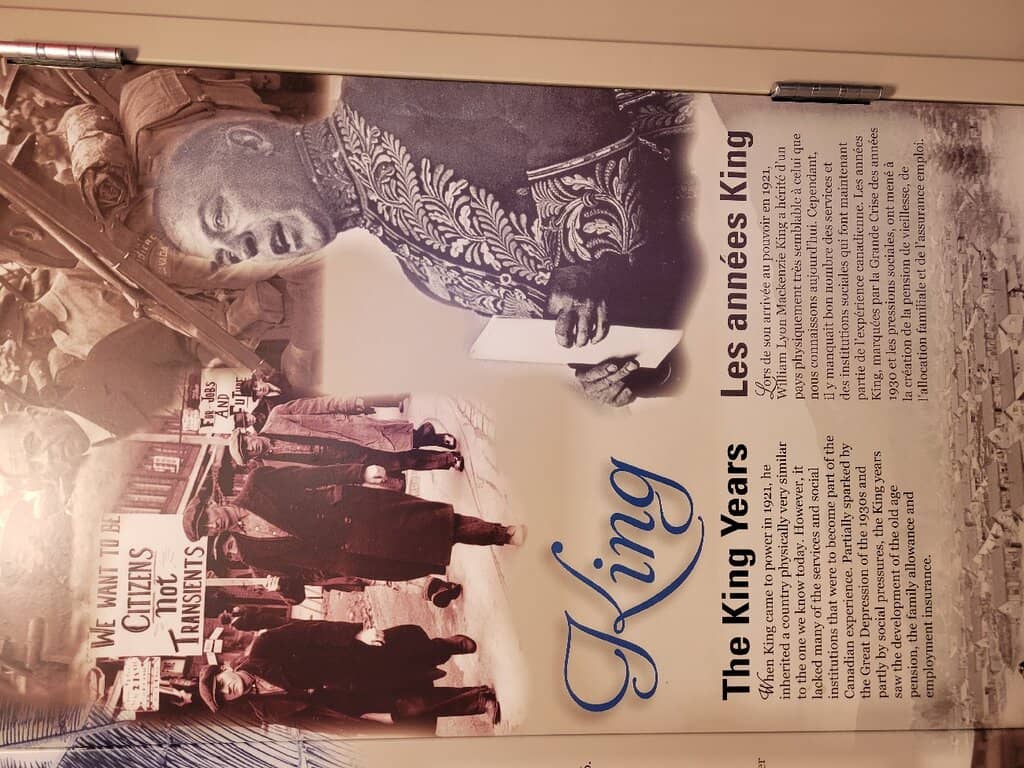 WE WANT TO BE
CITIZENS
Not
TRANSIENTS
FOR JOBS
AND
King
The King Years
When King came to power in 1921, he
inherited a country physically very similar
to the one we know today. However, it
lacked many of the services and social
institutions that were to become part of the
Canadian experience. Partially sparked by
the Great Depression of the 1930s and
partly by social pressures, the King years
saw the development of the old age
pension, the family allowance and
employment insurance.
Les années King
Lors de son arrivée au pouvoir en 1921,
William Lyon Mackenzie King a hérité d'un
pays physiquement très semblable à celui que
nous connaissons aujourd'hui. Cependant,
il y manquait bon nombre des services et
des institutions sociales qui font maintenant
partie de l'expérience canadienne. Les années
King, marquées par la Grande Crise des années
1930 et les pressions sociales, ont mené à
la création de la pension de vieillesse, de
l'allocation familiale et de l'assurance emploi.